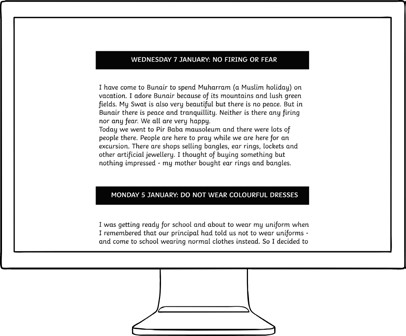 WEDNESDAY 7 JANUARY: NO FIRING OR FEAR
I have come to Bunair to spend Muharram (a Muslim holiday) on
vacation. I adore Bunair because of its mountains and lush green
fields. My Swat is also very beautiful but there is no peace. But in
Bunair there is peace and tranquillity. Neither is there any firing
nor any fear. We all are very happy.
Today we went to Pir Baba mausoleum and there were lots of
people there. People are here to pray while we are here for an
excursion. There are shops selling bangles, ear rings, lockets and
other artificial jewellery. I thought of buying something but
nothing impressed - my mother bought ear rings and bangles.
MONDAY 5 JANUARY: DO NOT WEAR COLOURFUL DRESSES
I was getting ready for school and about to wear my uniform when
I remembered that our principal had told us not to wear uniforms -
and come to school wearing normal clothes instead. So I decided to